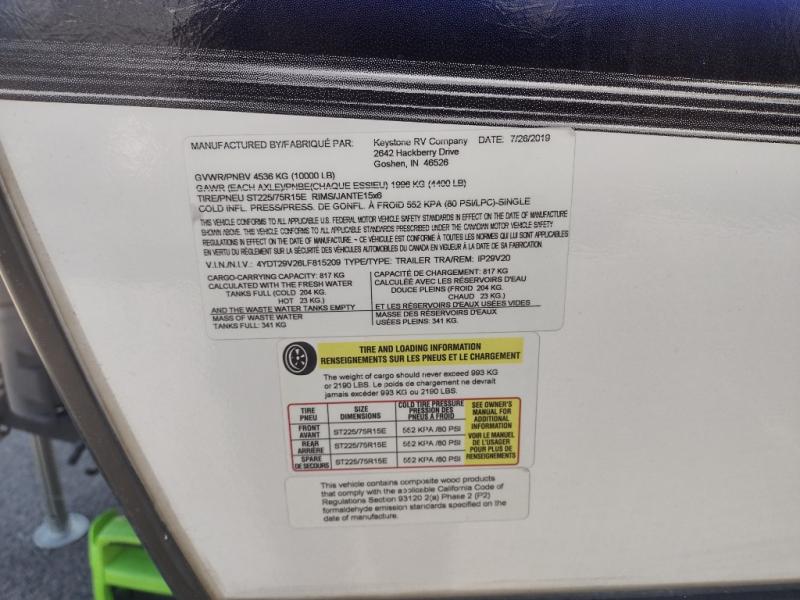 MANUFACTURED BY/FABRIQUÉ PAR: Keystone RV Company DATE: 7/26/2019
2642 Hackberry Drive
Goshen, IN 46526
GVWR/PNBV 4536 KG (10000 LB)
GAWR (EACH AXLE)/PNBE(CHAQUE ESSIEU) 1996 KG (4400 LB)
TIRE/PNEU ST225/75R15E RIMS/JANTE15x6
COLD INFL. PRESS/PRESS. DE GONFL. À FROID 552 KPA (80 PSI/LPC)-SINGLE
THIS VEHICLE CONFORMS TO ALL APPLICABLE U.S. FEDERAL MOTOR VEHICLE SAFETY STANDARDS IN EFFECT ON THE DATE OF MANUFACTURE
SHOWN ABOVE. THIS VEHICLE CONFORMS TO ALL APPLICABLE STANDARDS PRESCRIBED UNDER THE CANADIAN MOTOR VEHICLE SAFETY
REGULATIONS IN EFFECT ON THE DATE OF MANUFACTURE - CE VÉHICULE EST CONFORME À TOUTES LES NORMES QUI LUI SONT APPLICABLES
EN VERTU DU RÈGLEMENT SUR LA SÉCURITÉ DES VÉHICULES AUTOMOBILES DU CANADA EN VIGUEUR À LA DATE DE SA FABRICATION.
V.I.N./N.I.V.: 4YDT29V26LF815209 TYPE/TYPE: TRAILER TRA/REM: IP29V20
CARGO-CARRYING CAPACITY: 817 KG
CALCULATED WITH THE FRESH WATER
TANKS FULL (COLD 204 KG.
HOT 23 KG.)
AND THE WASTE WATER TANKS EMPTY
MASS OF WASTE WATER
TANKS FULL: 341 KG
CAPACITÉ DE CHARGEMENT: 817 KG
CALCULÉE AVEC LES RÉSERVOIRS D'EAU
DOUCE PLEINS (FROID 204 KG.
CHAUD 23 KG.)
ET LES RÉSERVOIRS D'EAUX USÉES VIDES
MASSE DES RÉSERVOIRS D'EAUX
USÉES PLEINS: 341 KG.
TIRE AND LOADING INFORMATION
RENSEIGNEMENTS SUR LES PNEUS ET LE CHARGEMENT
The weight of cargo should never exceed 993 KG
or 2190 LBS. Le poids de chargement ne devrait
jamais excéder 993 KG ou 2190 LBS.
TIRE
PNEU
SIZE
DIMENSIONS
COLD TIRE PRESSURE
PRESSION DES
PNEUS A FROID
FRONT
AVANT
ST225/75R15E
552 KPA /80 PSI
REAR
ARRIÈRE
ST225/75R15E
552 KPA /80 PSI
SPARE
DE SECOURS
ST225/75R15E
552 KPA /80 PSI
SEE OWNER'S
MANUAL FOR
ADDITIONAL
INFORMATION
VOIR LE MANUEL
DE L'USAGER
POUR PLUS DE
RENSEIGNEMENTS
This vehicle contains composite wood products
that comply with the applicable California Code of
Regulations Section 93120 2(a) Phase 2 (P2)
formaldehyde emission standards specified on the
date of manufacture.